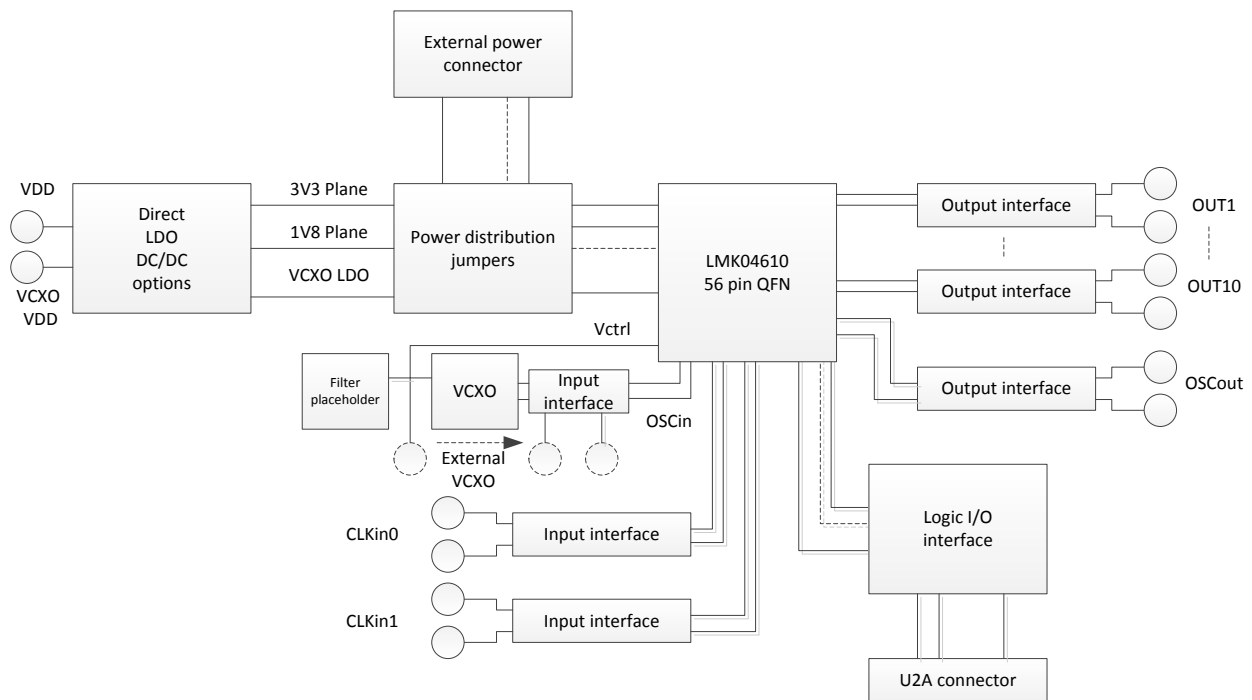 External power
connector
VDD
VCXO
VDD
Direct
LDO
DC/DC
options
3V3 Plane
1V8 Plane
VCXO LDO
Power distribution
jumpers
LMK04610
56 pin QFN
Output interface
OUT1
Output interface
OUT10
Output interface
OSCout
Vctrl
Filter
placeholder
VCXO
Input
interface
OSCin
External
VCXO
CLKin0
Input interface
CLKin1
Input interface
Logic I/O
interface
U2A connector